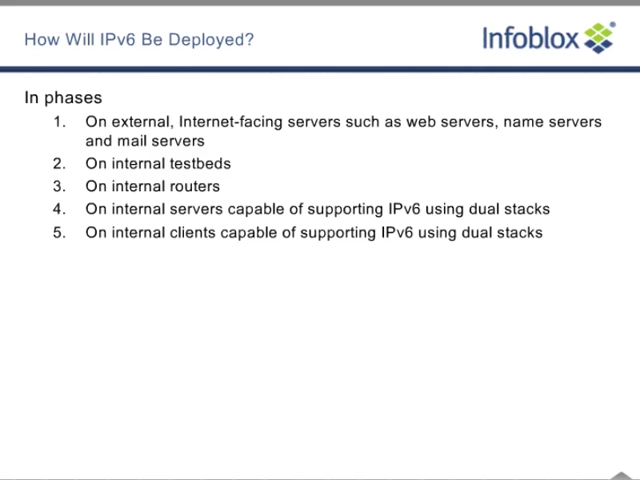 How Will IPv6 Be Deployed?
Infoblox
In phases
1. On external, Internet-facing servers such as web servers, name servers
and mail servers
2. On internal testbeds
3. On internal routers
4. On internal servers capable of supporting IPv6 using dual stacks
5. On internal clients capable of supporting IPv6 using dual stacks